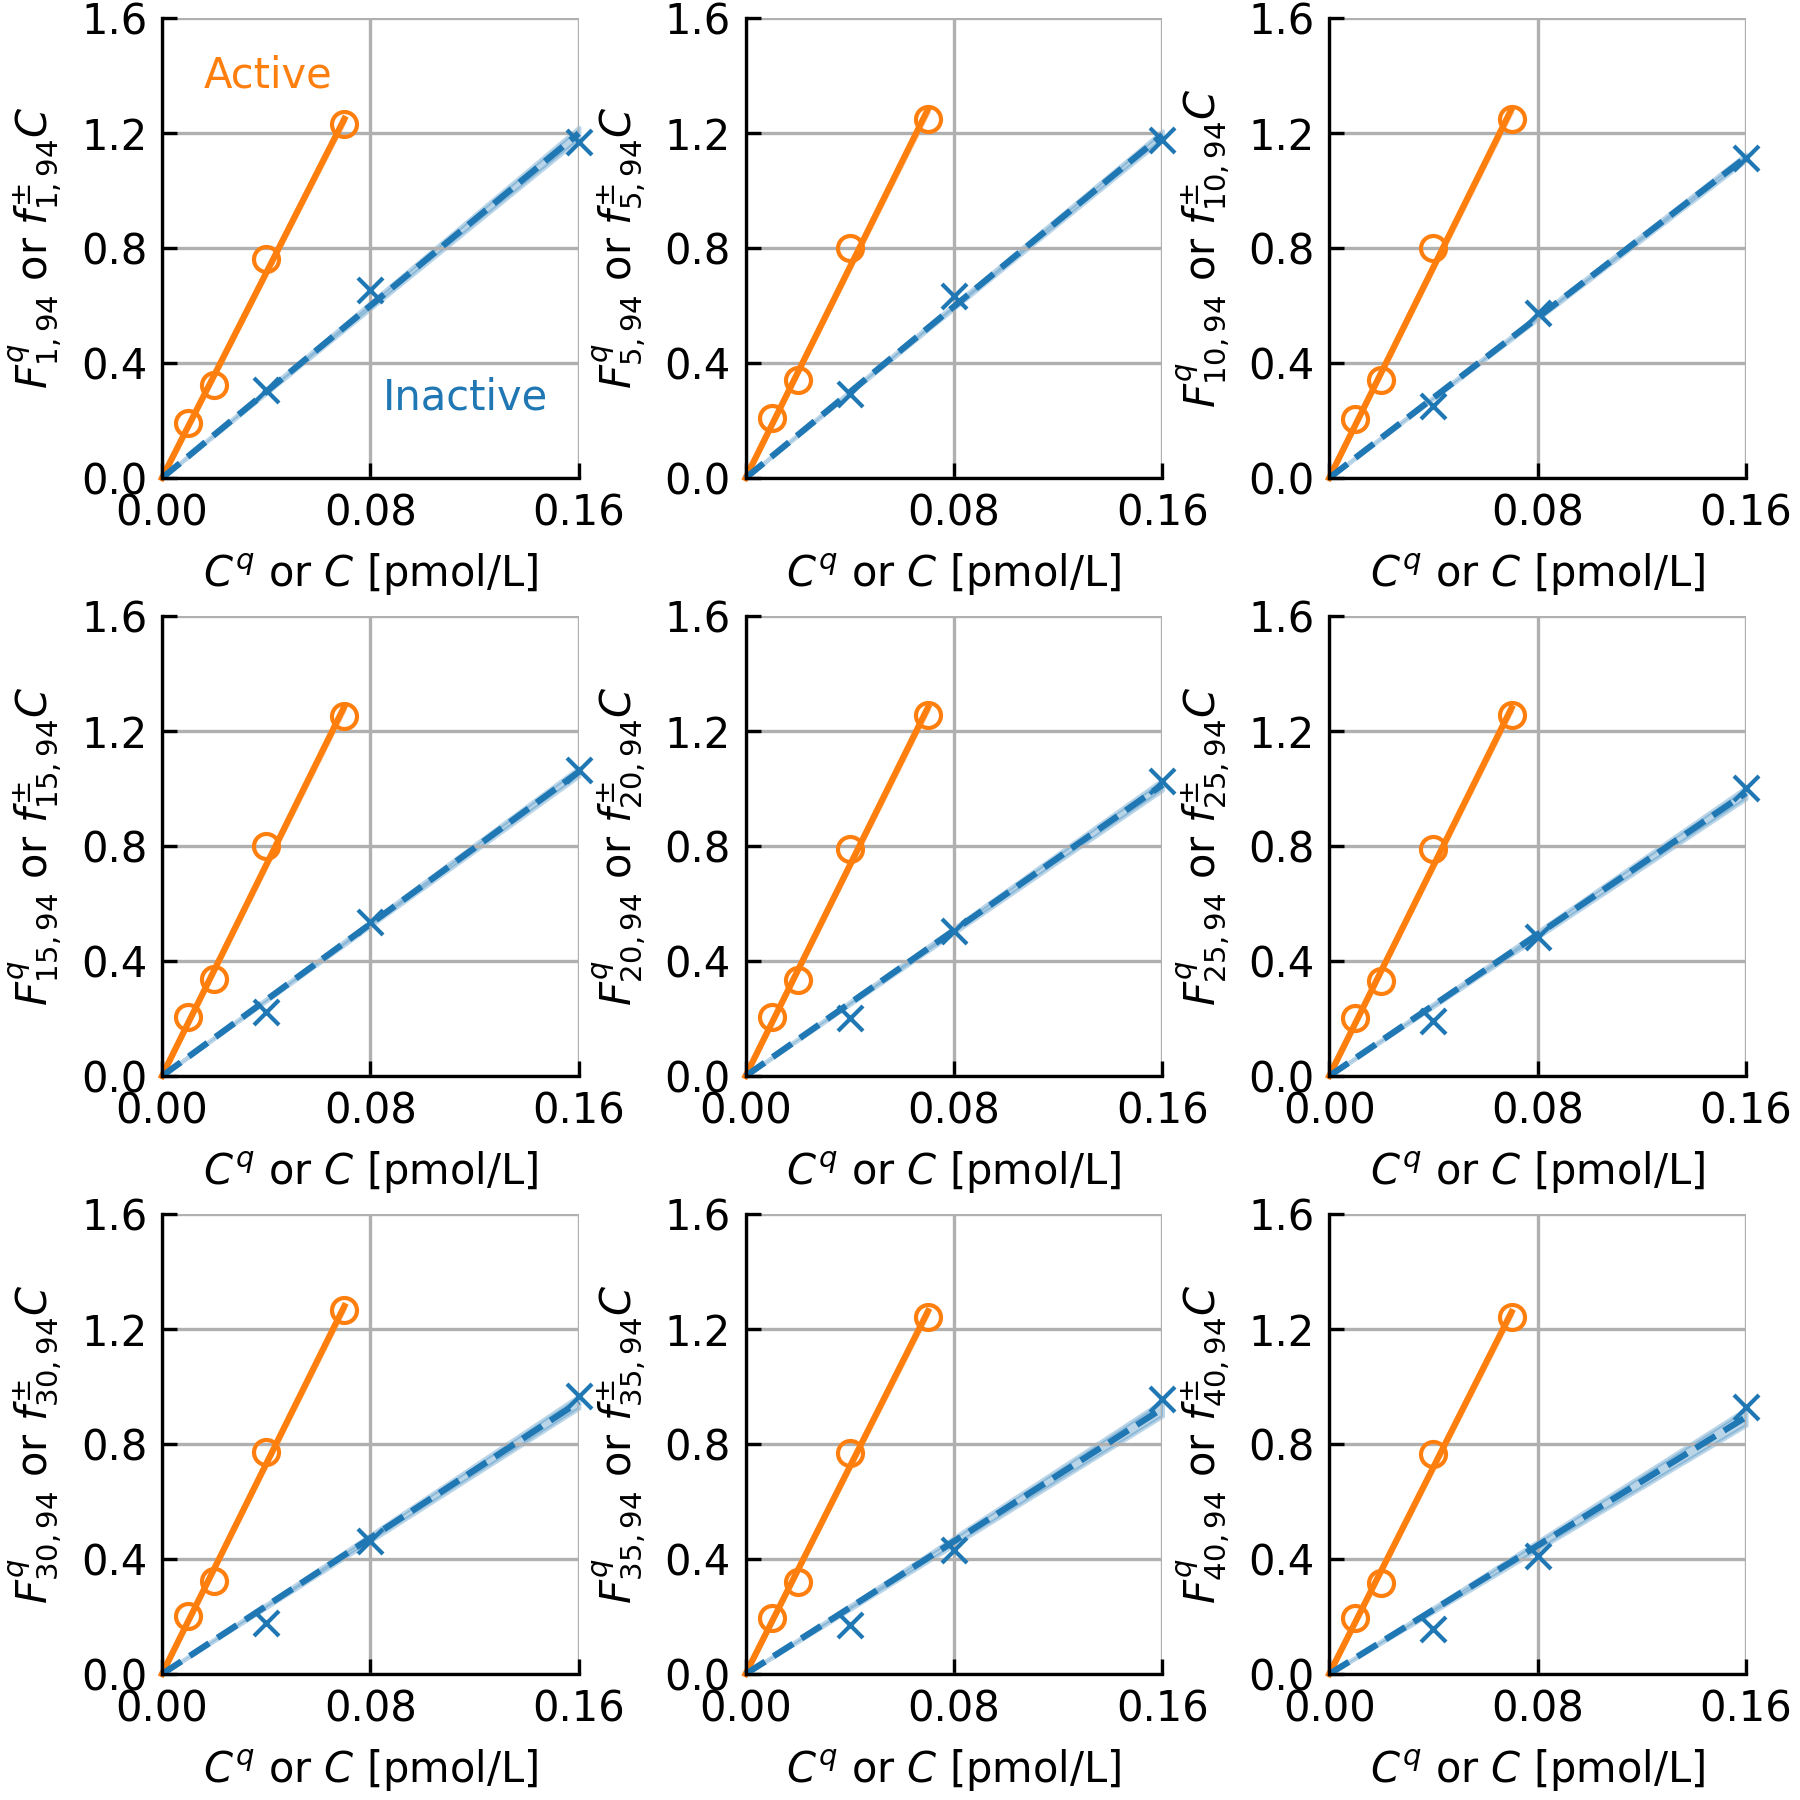 F^q_{1, 94} or f^±_{1, 94}C
1.6
1.2
0.8
0.4
0.0
Active
Inactive
0.00 0.08 0.16
C^q or C [pmol/L]
F^q_{5, 94} or f^±_{5, 94}C
1.6
1.2
0.8
0.4
0.0
0.08 0.16
C^q or C [pmol/L]
F^q_{10, 94} or f^±_{10, 94}C
1.6
1.2
0.8
0.4
0.0
0.08 0.16
C^q or C [pmol/L]
F^q_{15, 94} or f^±_{15, 94}C
1.6
1.2
0.8
0.4
0.0
0.00 0.08 0.16
C^q or C [pmol/L]
F^q_{20, 94} or f^±_{20, 94}C
1.6
1.2
0.8
0.4
0.0
0.00 0.08 0.16
C^q or C [pmol/L]
F^q_{25, 94} or f^±_{25, 94}C
1.6
1.2
0.8
0.4
0.0
0.00 0.08 0.16
C^q or C [pmol/L]
F^q_{30, 94} or f^±_{30, 94}C
1.6
1.2
0.8
0.4
0.0
0.00 0.08 0.16
C^q or C [pmol/L]
F^q_{35, 94} or f^±_{35, 94}C
1.6
1.2
0.8
0.4
0.0
0.00 0.08 0.16
C^q or C [pmol/L]
F^q_{40, 94} or f^±_{40, 94}C
1.6
1.2
0.8
0.4
0.0
0.00 0.08 0.16
C^q or C [pmol/L]